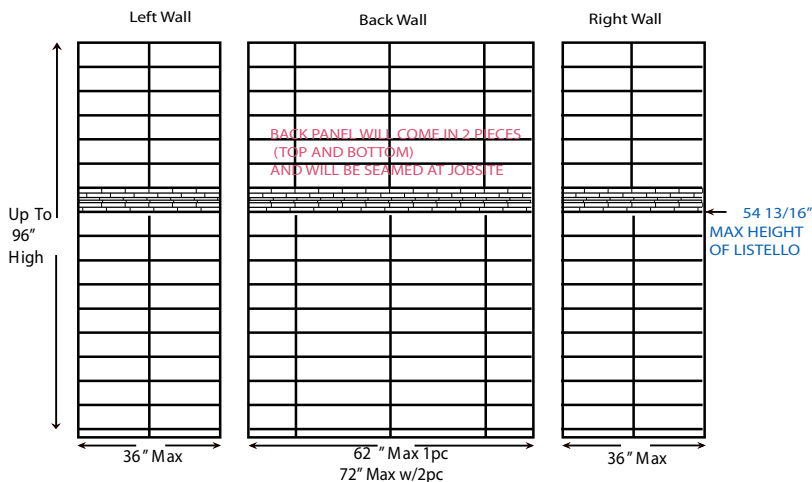 Left Wall
Back Wall
Right Wall
BACK PANEL WILL COME IN 2 PIECES
(TOP AND BOTTOM)
AND WILL BE SEAMED AT JOBSITE
Up To
96”
High
54 13/16”
MAX HEIGHT
OF LISTELLO
36” Max
62 ” Max 1pc
72” Max w/2pc
36” Max